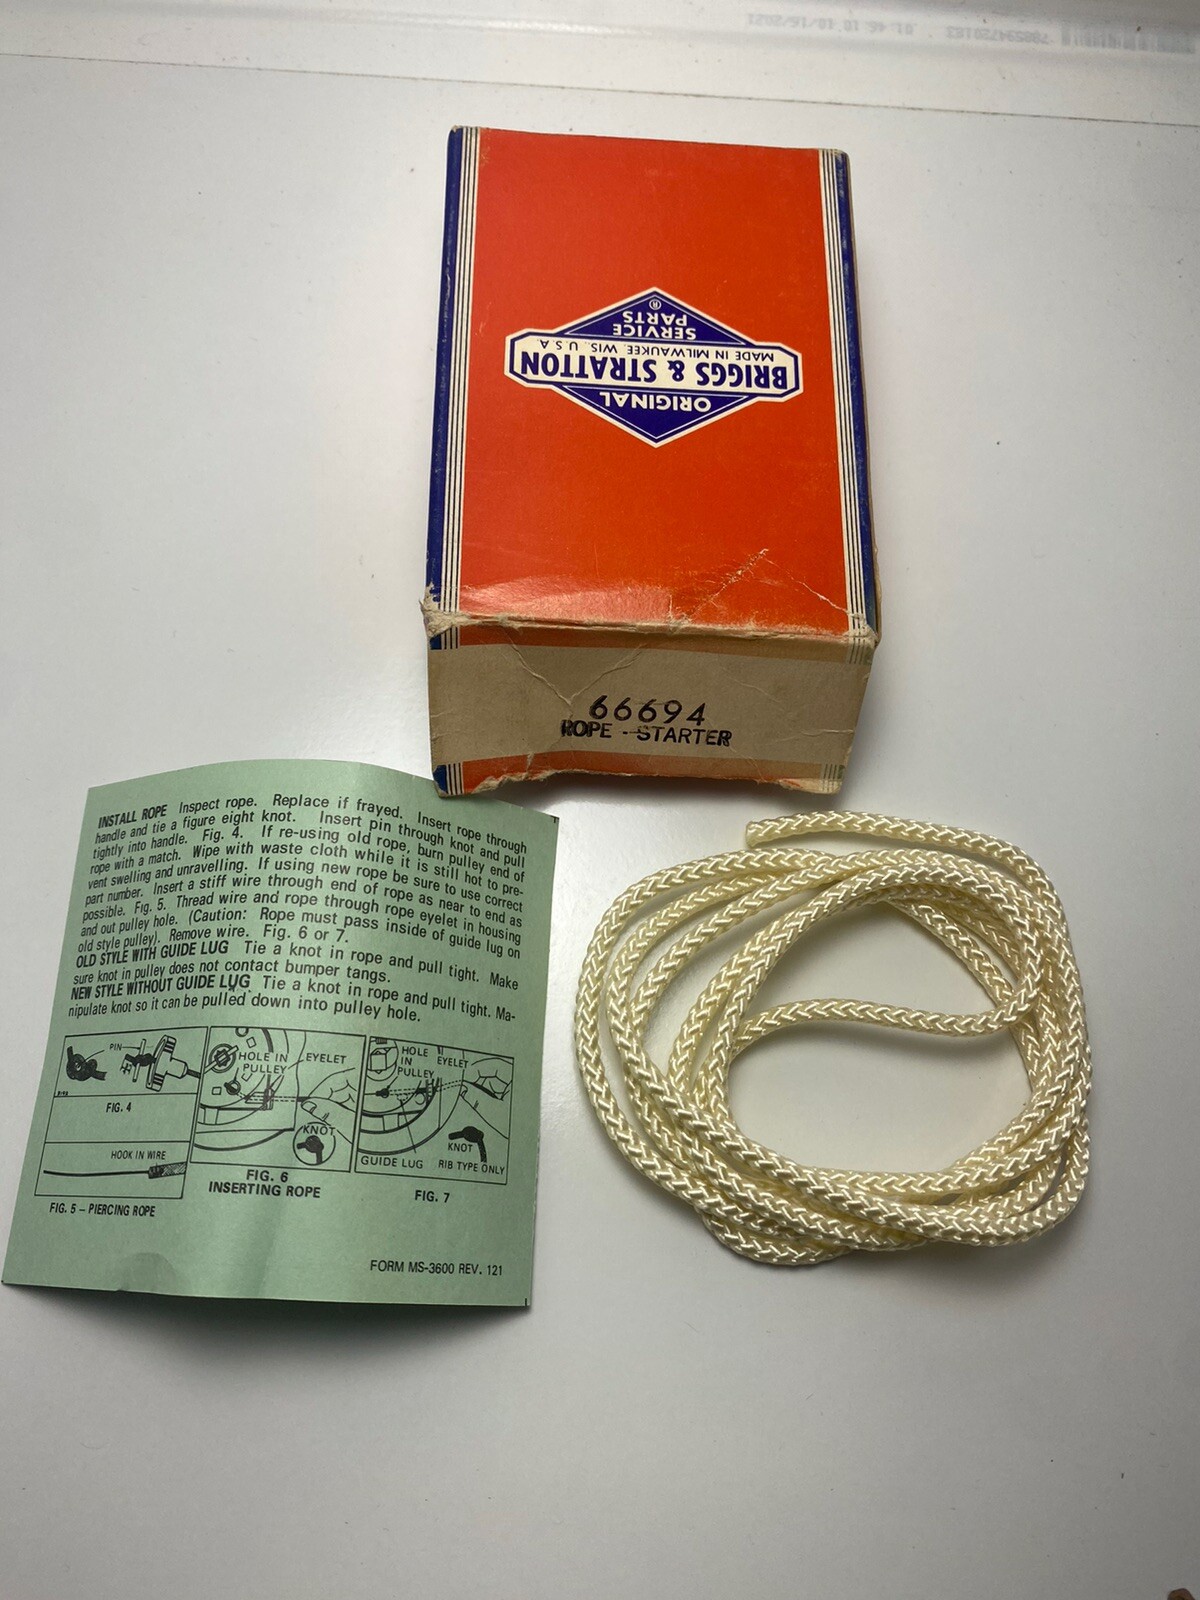 788534720183 . 01:46:18 10/16/2021
ORIGINAL
BRIGGS & STRATTON
MADE IN MILWAUKEE, WIS., U.S.A.
SERVICE
PARTS
®
66694
ROPE - STARTER
INSTALL ROPE Inspect rope. Replace if frayed. Insert rope through
handle and tie a figure eight knot. Insert pin through knot and pull
tightly into handle. Fig. 4. If re-using old rope, burn pulley end of
rope with a match. Wipe with waste cloth while it is still hot to pre-
vent swelling and unravelling. If using new rope be sure to use correct
part number. Insert a stiff wire through end of rope as near to end as
possible. Fig. 5. Thread wire and rope through rope eyelet in housing
and out pulley hole. (Caution: Rope must pass inside of guide lug on
old style pulley). Remove wire. Fig. 6 or 7.
OLD STYLE WITH GUIDE LUG Tie a knot in rope and pull tight. Make
sure knot in pulley does not contact bumper tangs.
NEW STYLE WITHOUT GUIDE LUG Tie a knot in rope and pull tight. Ma-
nipulate knot so it can be pulled down into pulley hole.
PIN
FIG. 4
HOOK IN WIRE
FIG. 5 – PIERCING ROPE
HOLE IN
PULLEY
EYELET
KNOT
FIG. 6
INSERTING ROPE
HOLE
IN
PULLEY
EYELET
KNOT
GUIDE LUG
RIB TYPE ONLY
FIG. 7
FORM MS-3600 REV. 121